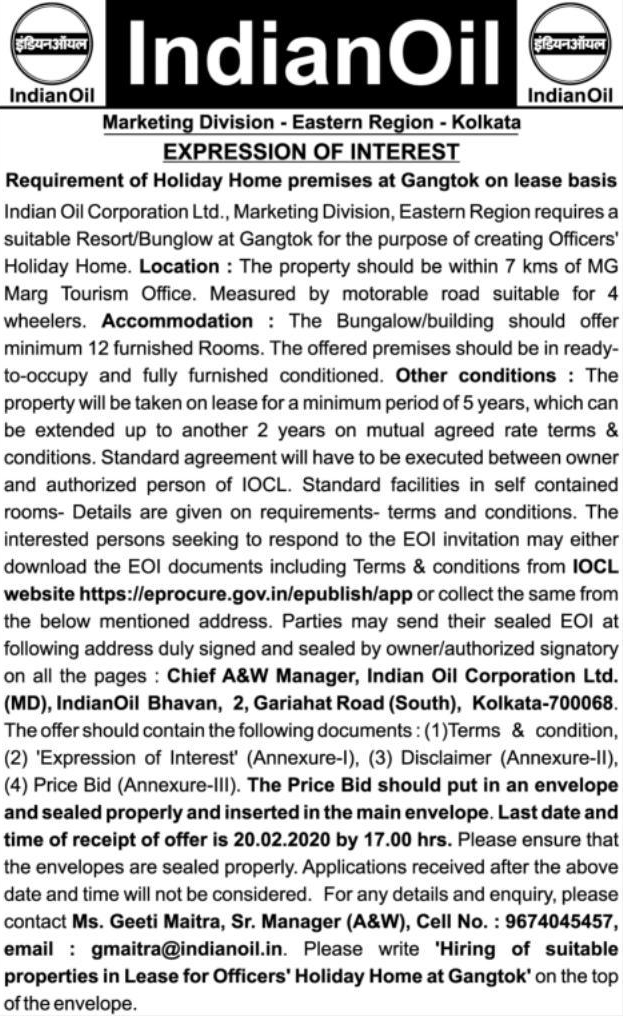 इंडियनऑयल
IndianOil
IndianOil
इंडियनऑयल
IndianOil
Marketing Division - Eastern Region - Kolkata
EXPRESSION OF INTEREST
Requirement of Holiday Home premises at Gangtok on lease basis
Indian Oil Corporation Ltd., Marketing Division, Eastern Region requires a
suitable Resort/Bunglow at Gangtok for the purpose of creating Officers'
Holiday Home. Location : The property should be within 7 kms of MG
Marg Tourism Office. Measured by motorable road suitable for 4
wheelers. Accommodation : The Bungalow/building should offer
minimum 12 furnished Rooms. The offered premises should be in ready-
to-occupy and fully furnished conditioned. Other conditions : The
property will be taken on lease for a minimum period of 5 years, which can
be extended up to another 2 years on mutual agreed rate terms &
conditions. Standard agreement will have to be executed between owner
and authorized person of IOCL. Standard facilities in self contained
rooms- Details are given on requirements- terms and conditions. The
interested persons seeking to respond to the EOI invitation may either
download the EOI documents including Terms & conditions from IOCL
website https://eprocure.gov.in/epublish/app or collect the same from
the below mentioned address. Parties may send their sealed EOI at
following address duly signed and sealed by owner/authorized signatory
on all the pages : Chief A&W Manager, Indian Oil Corporation Ltd.
(MD), IndianOil Bhavan, 2, Gariahat Road (South), Kolkata-700068.
The offer should contain the following documents : (1)Terms & condition,
(2) 'Expression of Interest' (Annexure-I), (3) Disclaimer (Annexure-II),
(4) Price Bid (Annexure-III). The Price Bid should put in an envelope
and sealed properly and inserted in the main envelope. Last date and
time of receipt of offer is 20.02.2020 by 17.00 hrs. Please ensure that
the envelopes are sealed properly. Applications received after the above
date and time will not be considered. For any details and enquiry, please
contact Ms. Geeti Maitra, Sr. Manager (A&W), Cell No. : 9674045457,
email : gmaitra@indianoil.in. Please write 'Hiring of suitable
properties in Lease for Officers' Holiday Home at Gangtok' on the top
of the envelope.